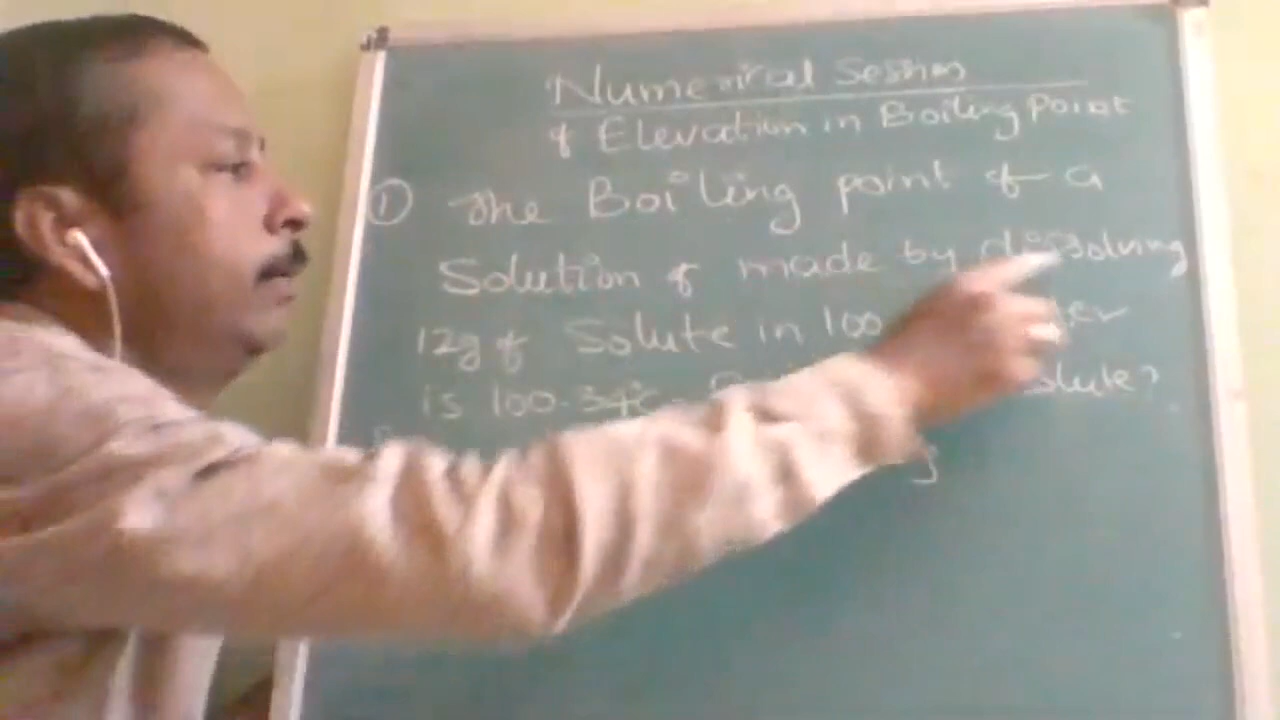 Numerical Session
of Elevation in Boiling Point
① The Boiling point of a
Solution of made by dissolving
12g of Solute in 100
is 100.34°c. solute?